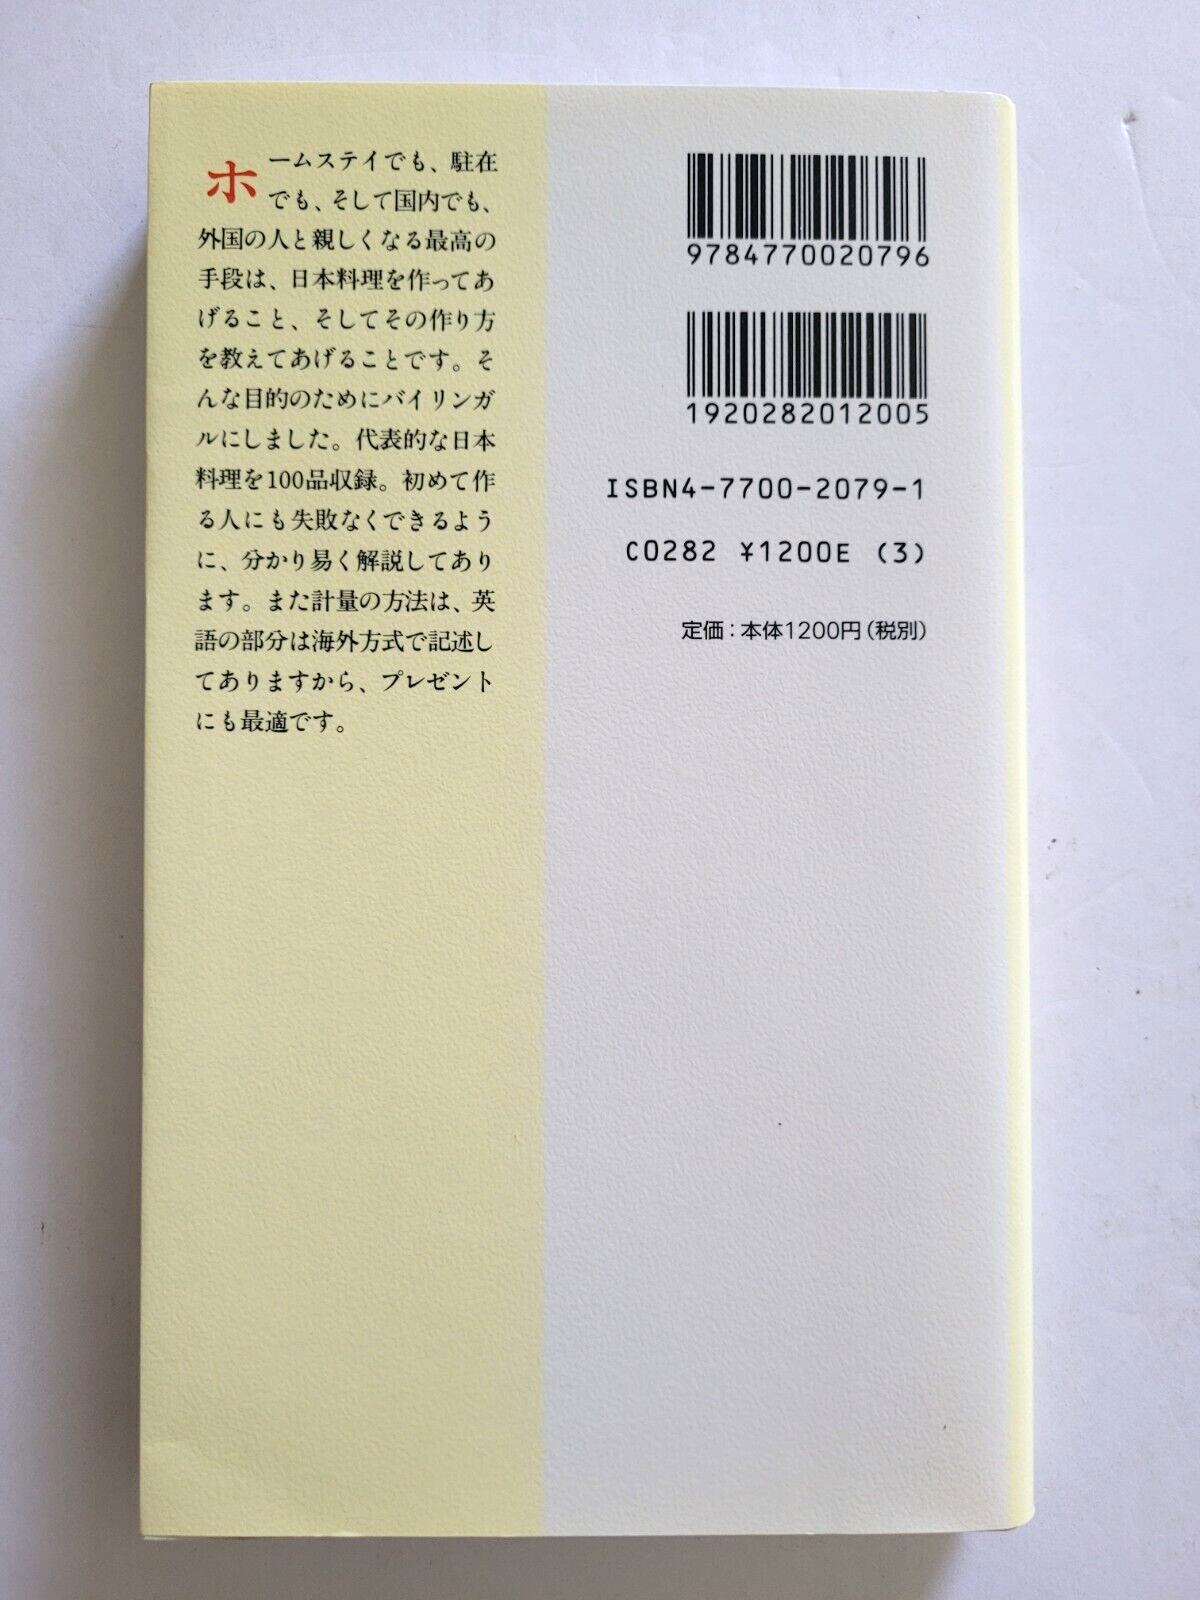 ホームステイでも、駐在
でも、そして国内でも、
外国の人と親しくなる最高の
手段は、日本料理を作ってあ
げること、そしてその作り方
を教えてあげることです。そ
んな目的のためにバイリンガ
ルにしました。代表的な日本
料理を100品収録。初めて作
る人にも失敗なくできるよう
に、分かり易く解説してあり
ます。また計量の方法は、英
語の部分は海外方式で記述し
てありますから、プレゼント
にも最適です。
9784770020796
1920282012005
ISBN4-7700-2079-1
C0282 ¥1200E (3)
定価：本体1200円（税別）